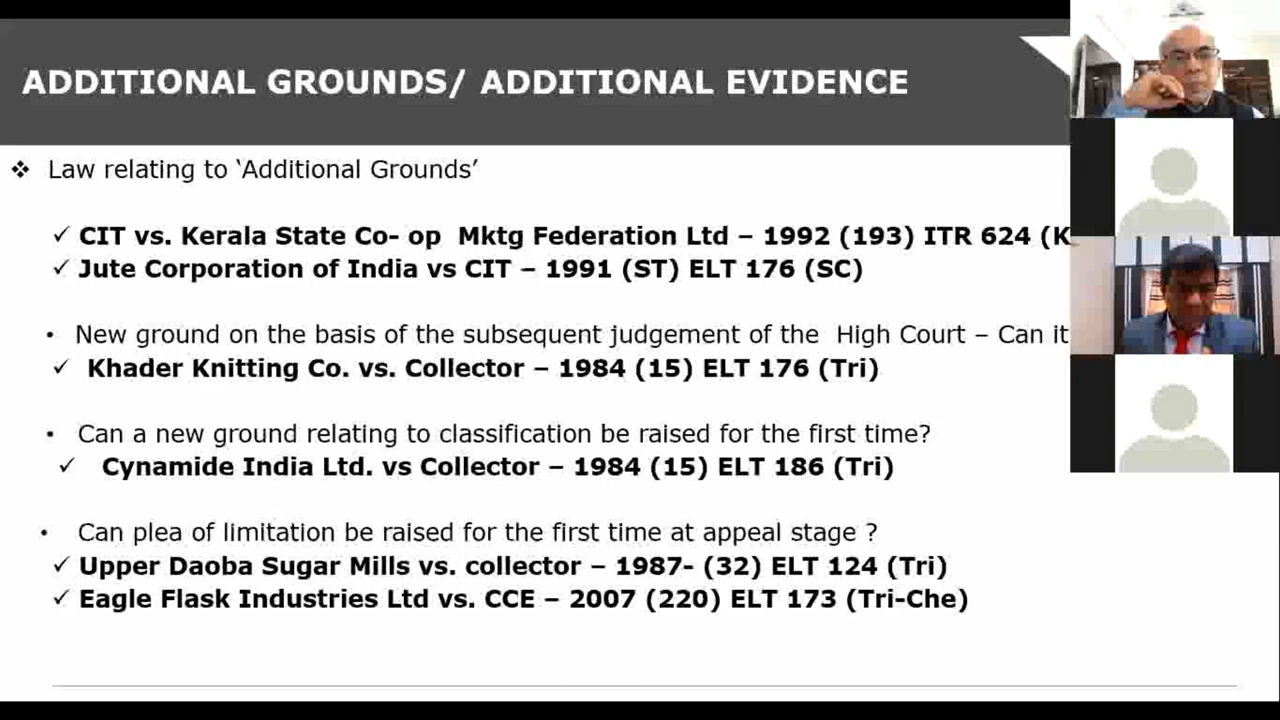 ADDITIONAL GROUNDS/ ADDITIONAL EVIDENCE
❖ Law relating to ‘Additional Grounds’
✓ CIT vs. Kerala State Co- op Mktg Federation Ltd – 1992 (193) ITR 624 (K
✓ Jute Corporation of India vs CIT – 1991 (ST) ELT 176 (SC)
• New ground on the basis of the subsequent judgement of the High Court – Can it
✓ Khader Knitting Co. vs. Collector – 1984 (15) ELT 176 (Tri)
• Can a new ground relating to classification be raised for the first time?
✓ Cynamide India Ltd. vs Collector – 1984 (15) ELT 186 (Tri)
• Can plea of limitation be raised for the first time at appeal stage ?
✓ Upper Daoba Sugar Mills vs. collector – 1987- (32) ELT 124 (Tri)
✓ Eagle Flask Industries Ltd vs. CCE – 2007 (220) ELT 173 (Tri-Che)